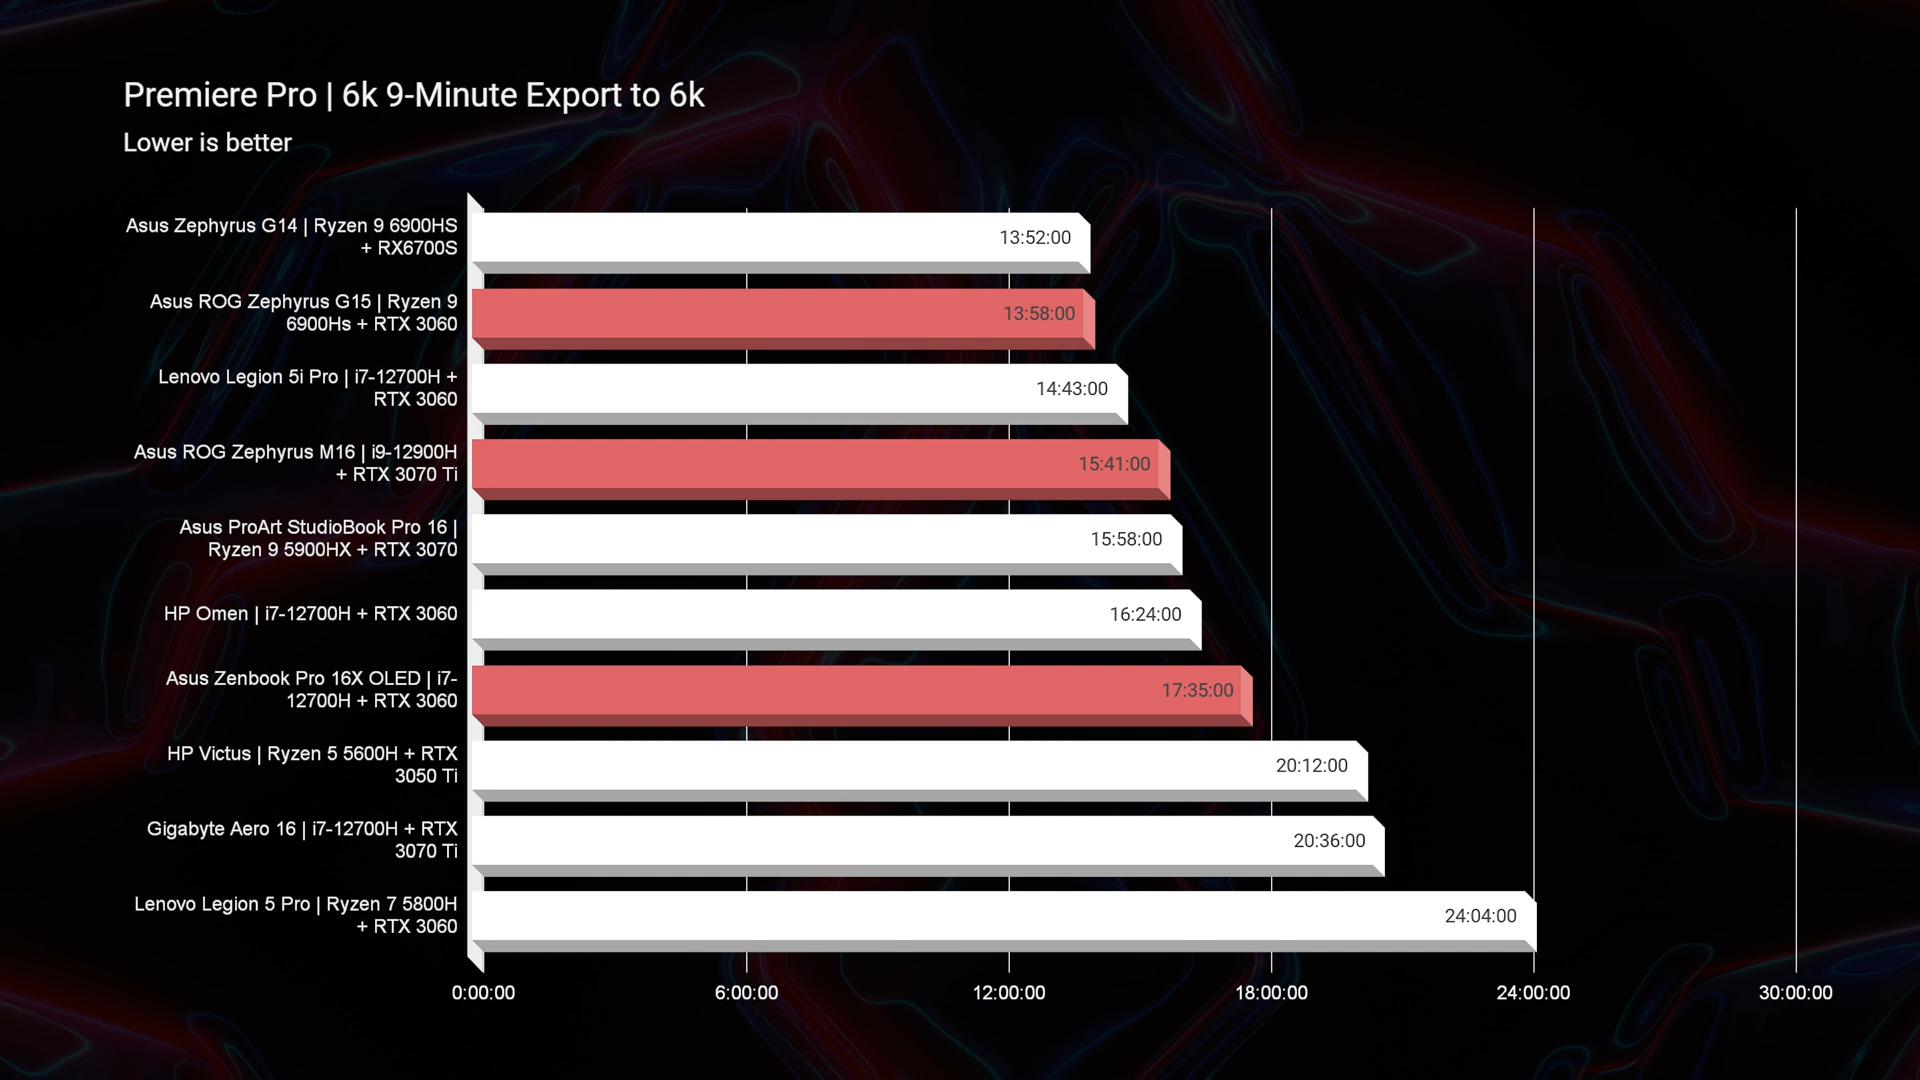 Premiere Pro | 6k 9-Minute Export to 6k
Lower is better
Asus Zephyrus G14 | Ryzen 9 6900HS
+ RX6700S
13:52:00
Asus ROG Zephyrus G15 | Ryzen 9
6900Hs + RTX 3060
13:58:00
Lenovo Legion 5i Pro | i7-12700H +
RTX 3060
14:43:00
Asus ROG Zephyrus M16 | i9-12900H
+ RTX 3070 Ti
15:41:00
Asus ProArt StudioBook Pro 16 |
Ryzen 9 5900HX + RTX 3070
15:58:00
HP Omen | i7-12700H + RTX 3060
16:24:00
Asus Zenbook Pro 16X OLED | i7-
12700H + RTX 3060
17:35:00
HP Victus | Ryzen 5 5600H + RTX
3050 Ti
20:12:00
Gigabyte Aero 16 | i7-12700H + RTX
3070 Ti
20:36:00
Lenovo Legion 5 Pro | Ryzen 7 5800H
+ RTX 3060
24:04:00
0:00:00 6:00:00 12:00:00 18:00:00 24:00:00 30:00:00